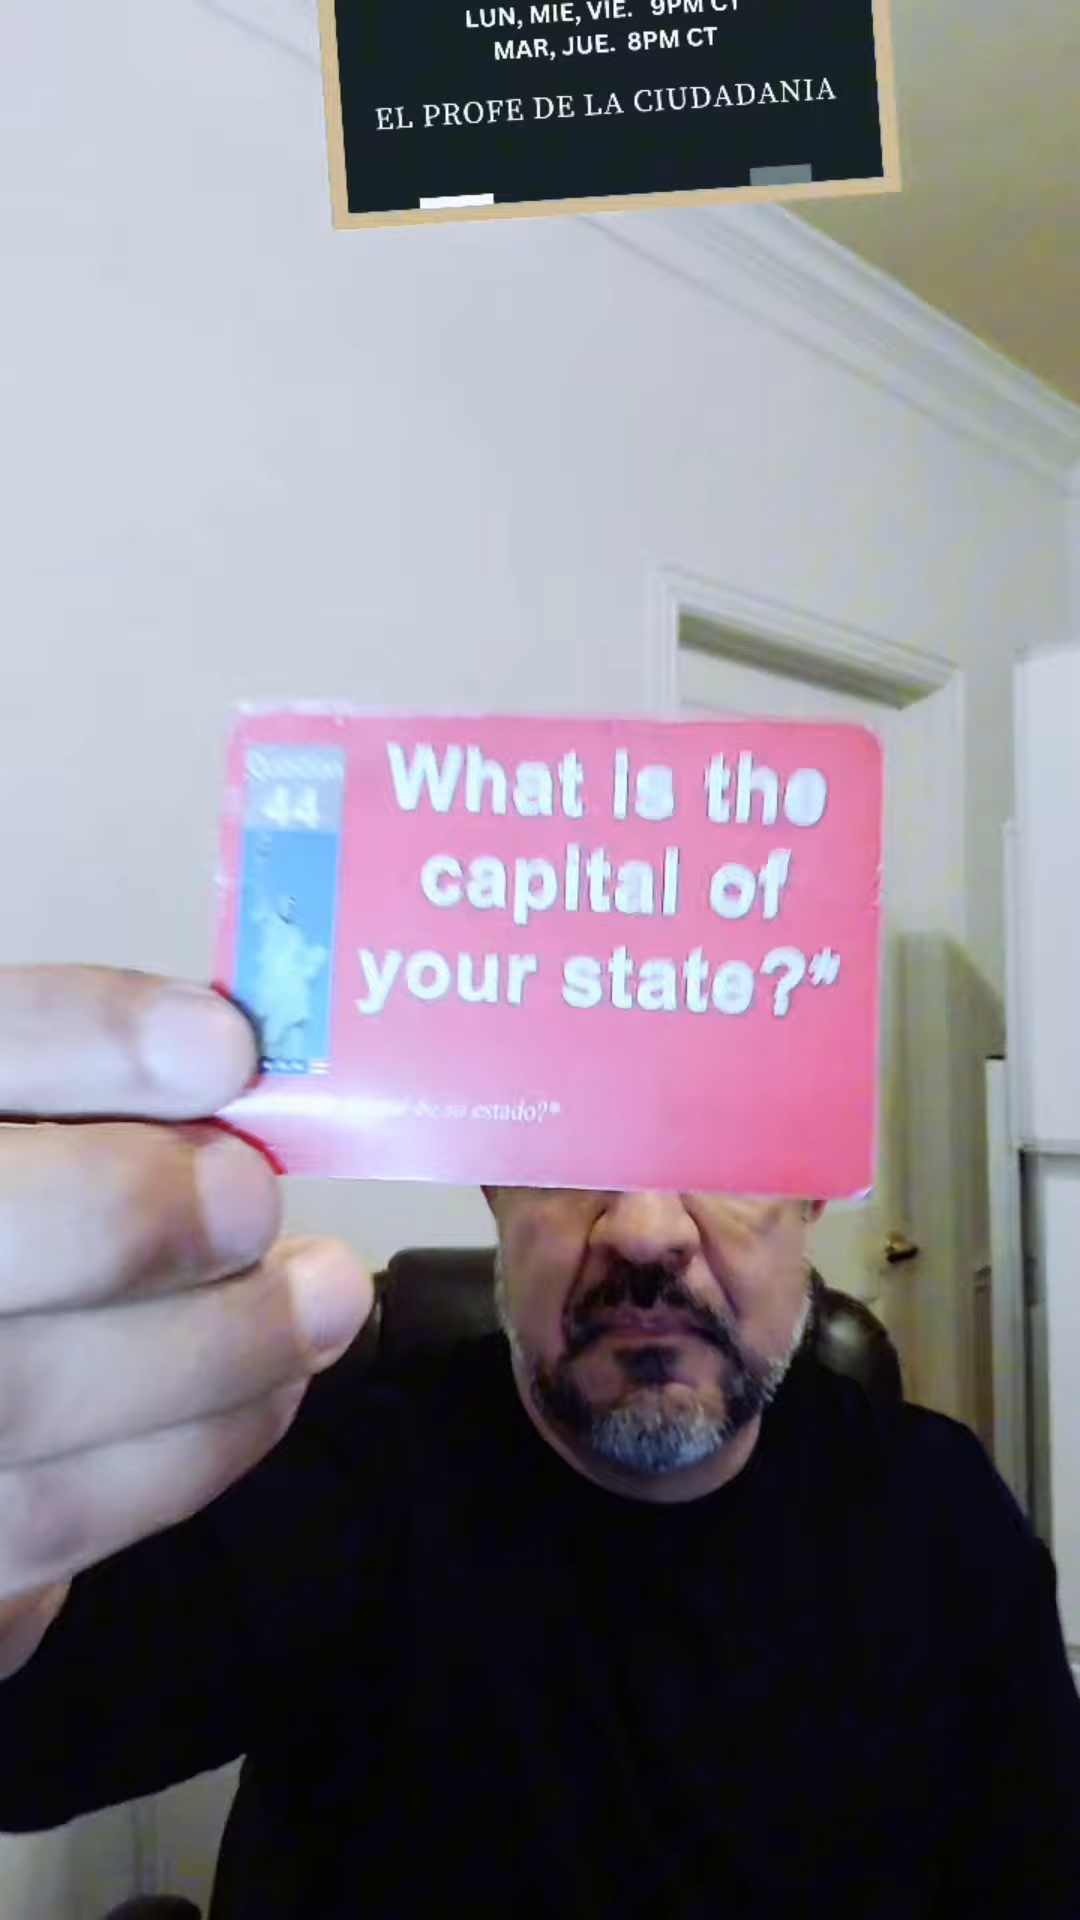 LUN, MIE, VIE. 9PM CT
MAR, JUE. 8PM CT
EL PROFE DE LA CIUDADANIA
Question
44
What is the
capital of
your state?*
de su estado?*